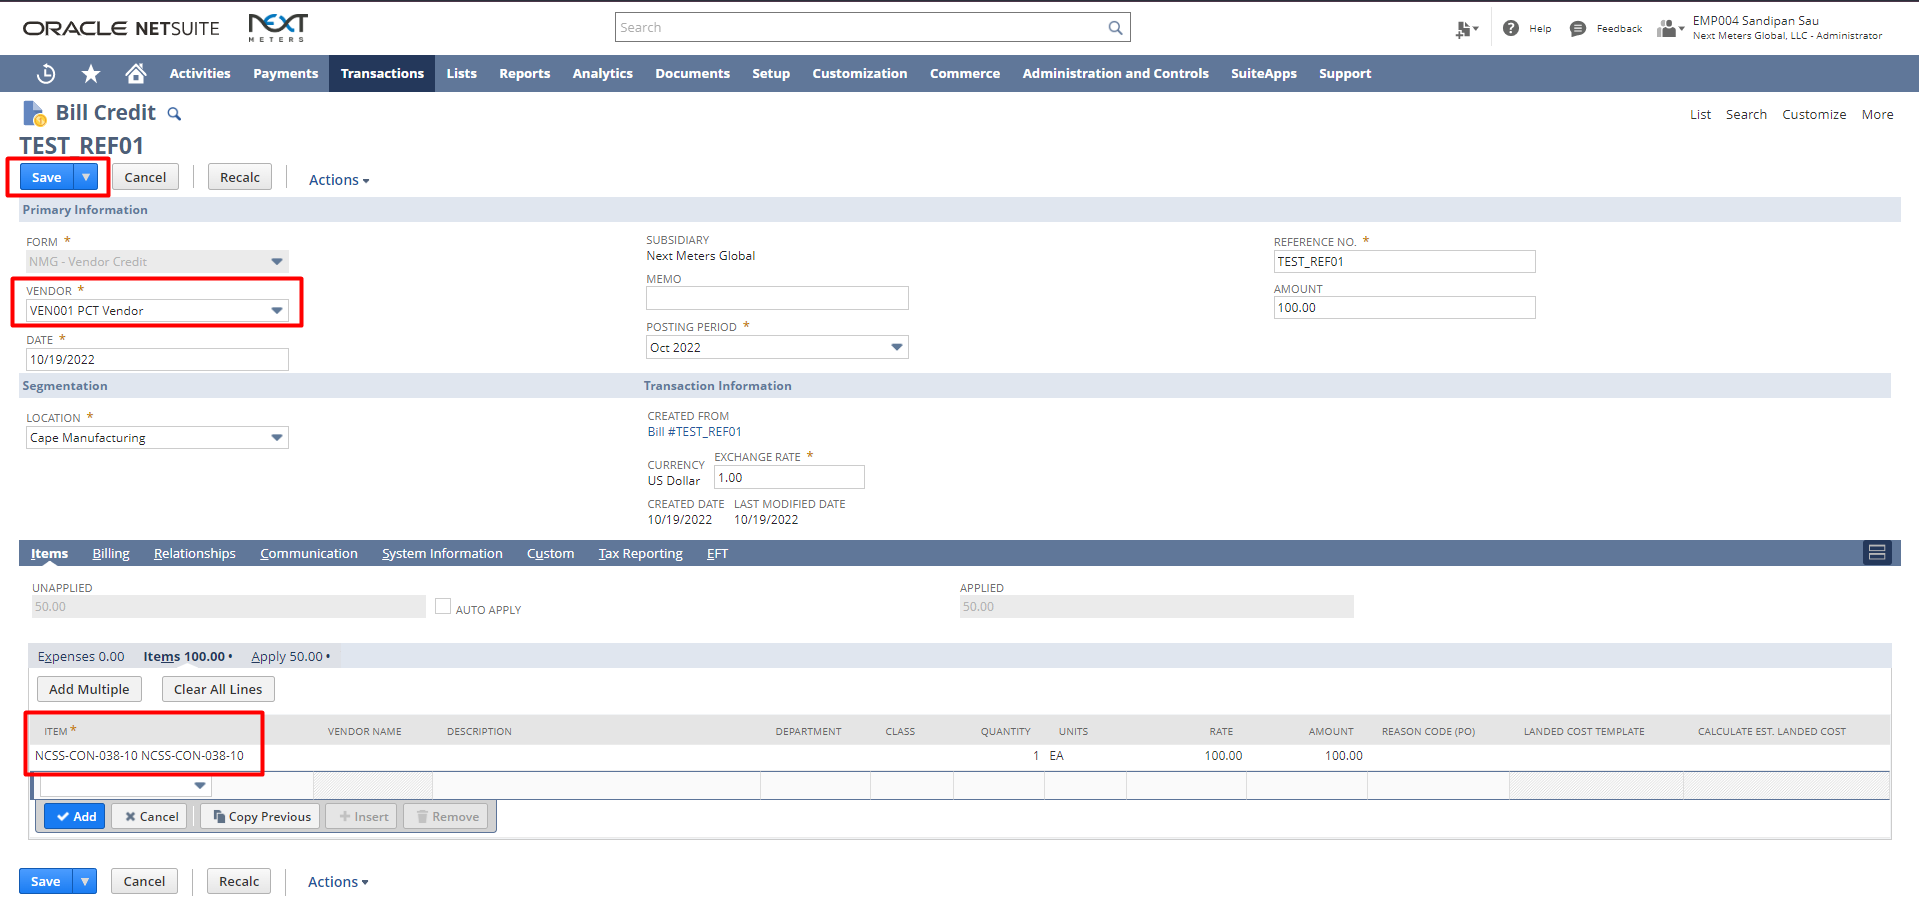 ORACLE NETSUITE NEXT METERS Search Help Feedback EMP004 Sandipan Sau
Next Meters Global, LLC - Administrator
Activities Payments Transactions Lists Reports Analytics Documents Setup Customization Commerce Administration and Controls SuiteApps Support
Bill Credit List Search Customize More
TEST_REF01
Save Cancel Recalc Actions
Primary Information
FORM * SUBSIDIARY REFERENCE NO. *
NMG - Vendor Credit Next Meters Global TEST_REF01
VENDOR * MEMO AMOUNT
VEN001 PCT Vendor 100.00
DATE * POSTING PERIOD *
10/19/2022 Oct 2022
Segmentation Transaction Information
LOCATION * CREATED FROM
Cape Manufacturing Bill #TEST_REF01
CURRENCY EXCHANGE RATE *
US Dollar 1.00
CREATED DATE LAST MODIFIED DATE
10/19/2022 10/19/2022
Items Billing Relationships Communication System Information Custom Tax Reporting EFT
UNAPPLIED APPLIED
50.00 AUTO APPLY 50.00
Expenses 0.00 Items 100.00 • Apply 50.00 •
Add Multiple Clear All Lines
ITEM * VENDOR NAME DESCRIPTION DEPARTMENT CLASS QUANTITY UNITS RATE AMOUNT REASON CODE (PO) LANDED COST TEMPLATE CALCULATE EST. LANDED COST
NCSS-CON-038-10 NCSS-CON-038-10 1 EA 100.00 100.00
Add Cancel Copy Previous Insert Remove
Save Cancel Recalc Actions